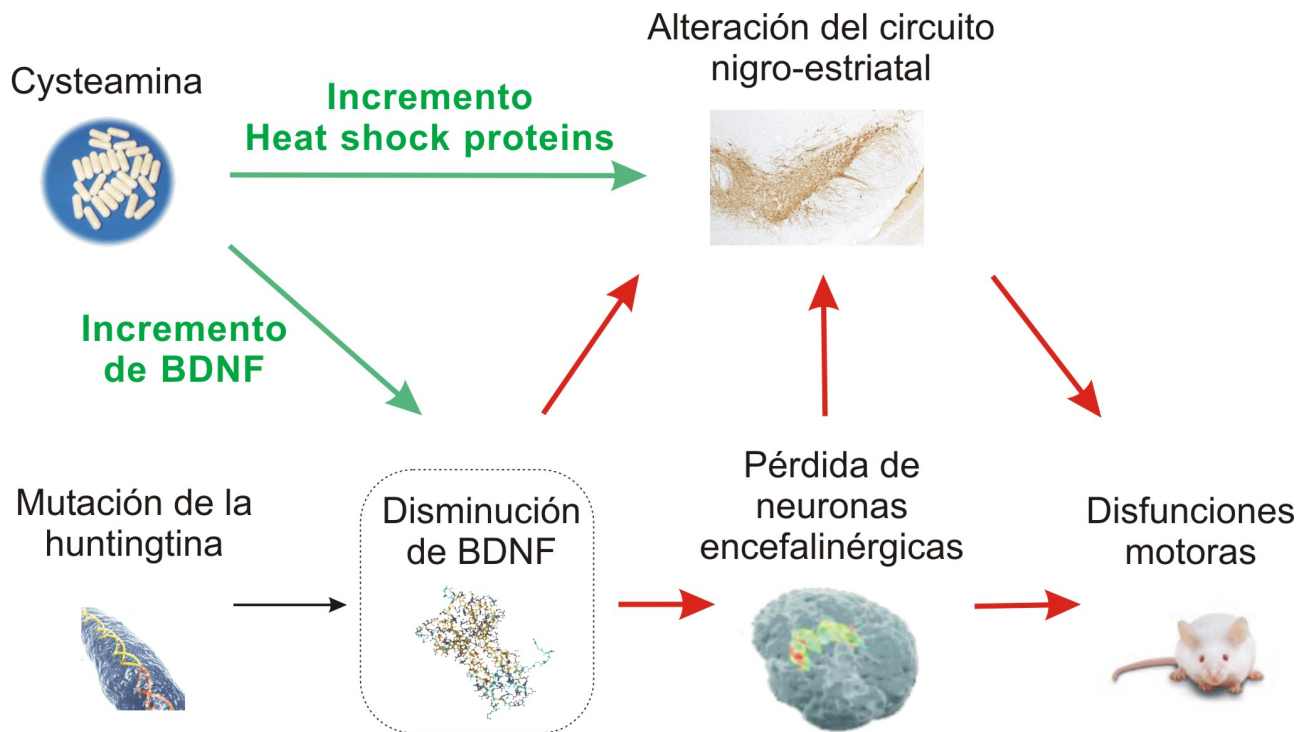 Cysteamina
Incremento
Heat shock proteins
Alteración del circuito
nigro-estriatal
Incremento
de BDNF
Mutación de la
huntingtina
Disminución
de BDNF
Pérdida de
neuronas
encefalinérgicas
Disfunciones
motoras